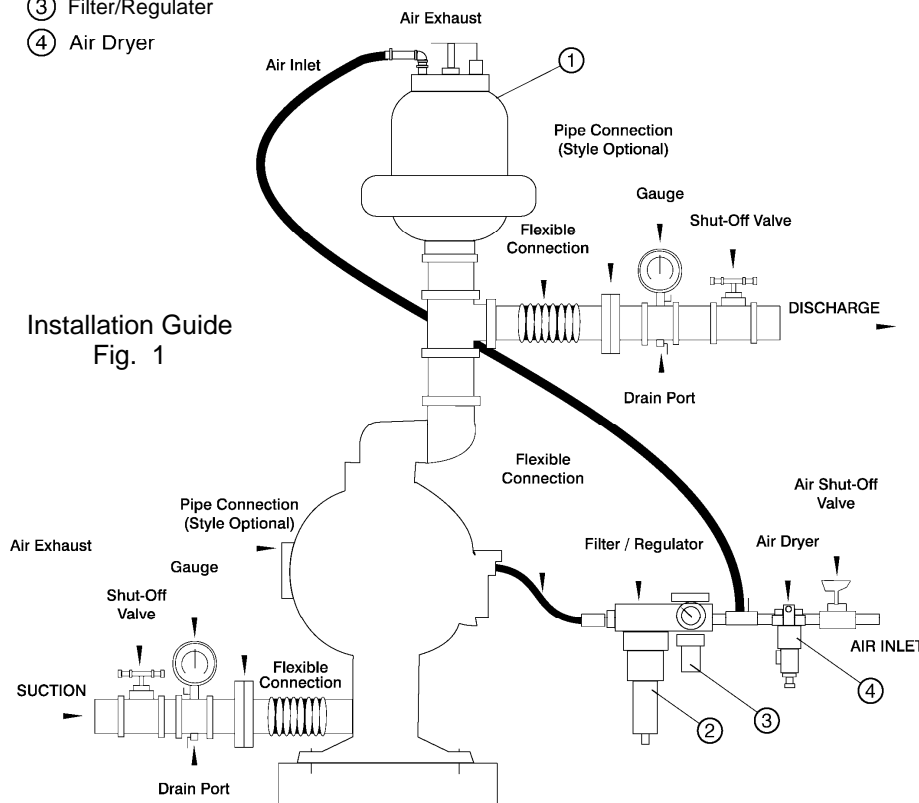 ③ Filter/Regulater
④ Air Dryer
Air Exhaust
Air Inlet
①
Pipe Connection
(Style Optional)
Gauge
Shut-Off Valve
Flexible
Connection
DISCHARGE
Installation Guide
Fig. 1
Drain Port
Flexible
Connection
Air Shut-Off
Valve
Pipe Connection
(Style Optional)
Filter / Regulator
Air Dryer
Air Exhaust
Gauge
Shut-Off
Valve
AIR INLET
Flexible
Connection
SUCTION
④
③
②
Drain Port